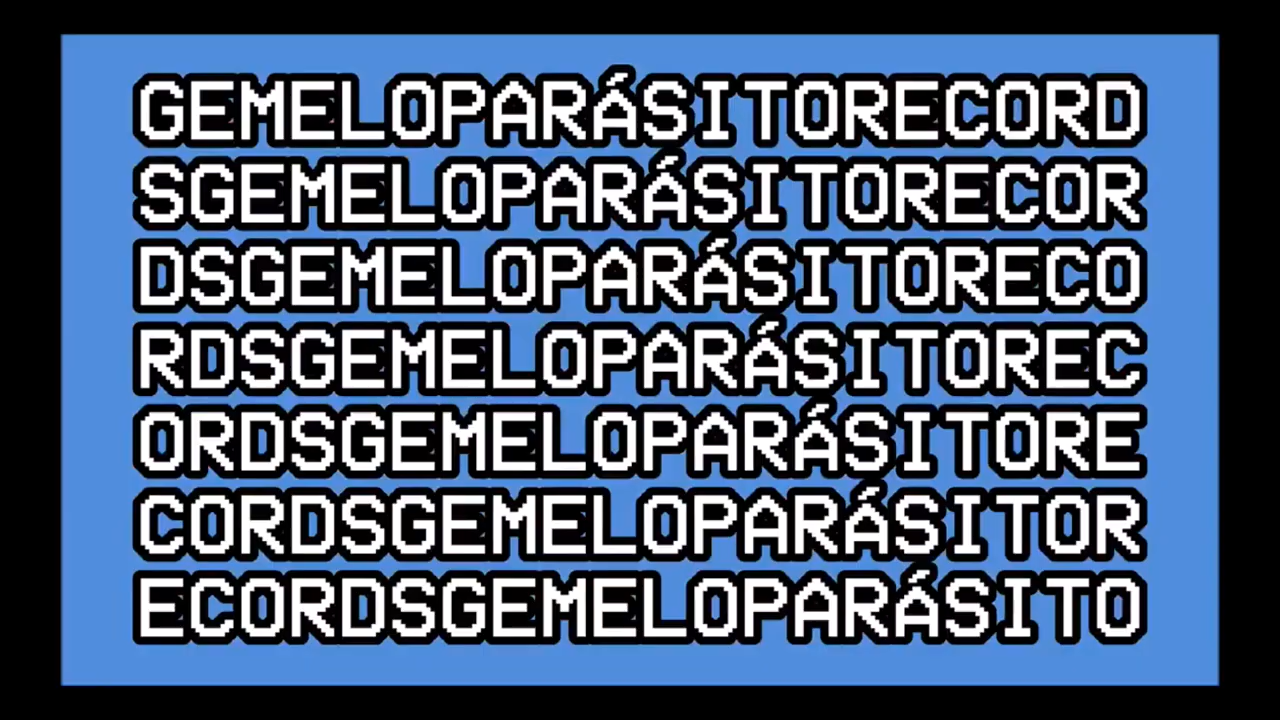 GEMELOPARÁSITORECORD
SGEMELOPARÁSITORECOR
DSGEMELOPARÁSITORECO
RDSGEMELOPARÁSITOREC
ORDSGEMELOPARÁSITORE
CORDSGEMELOPARÁSITOR
ECORDSGEMELOPARÁSITO